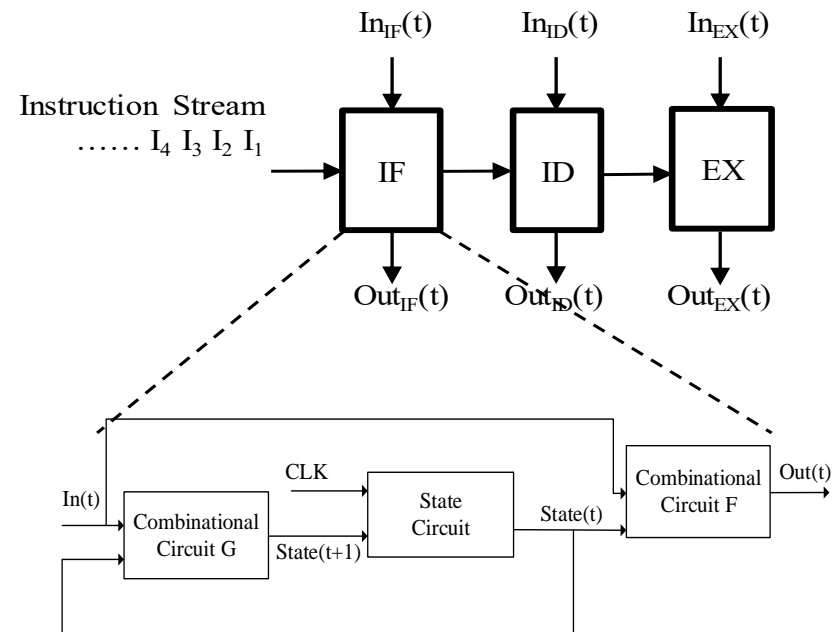 In_IF(t) In_ID(t) In_EX(t)
Instruction Stream
…… I₄ I₃ I₂ I₁
IF ID EX
Out_IF(t) Out_ID(t) Out_EX(t)
CLK
In(t)
Combinational
Circuit G
State(t+1)
State
Circuit
State(t)
Combinational
Circuit F
Out(t)